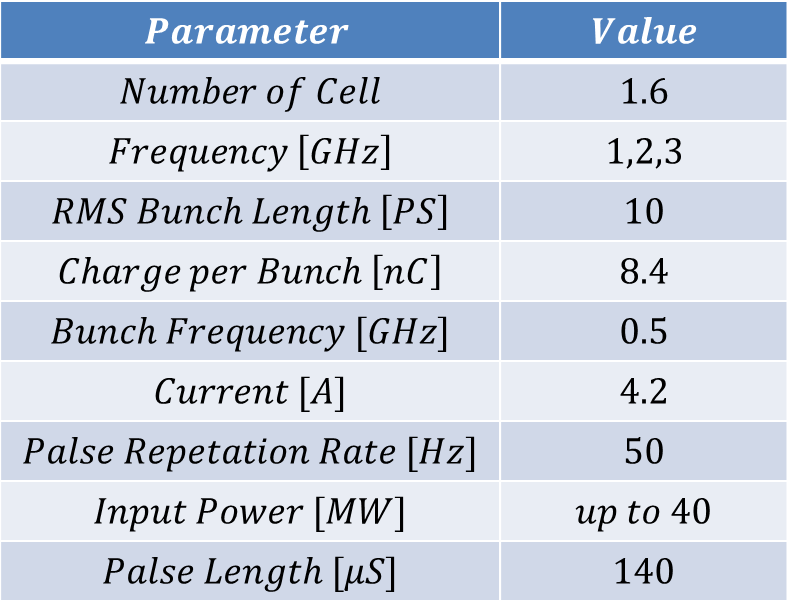 Parameter Value
Number of Cell 1.6
Frequency [GHz] 1,2,3
RMS Bunch Length [PS] 10
Charge per Bunch [nC] 8.4
Bunch Frequency [GHz] 0.5
Current [A] 4.2
Palse Repetation Rate [Hz] 50
Input Power [MW] up to 40
Palse Length [μS] 140